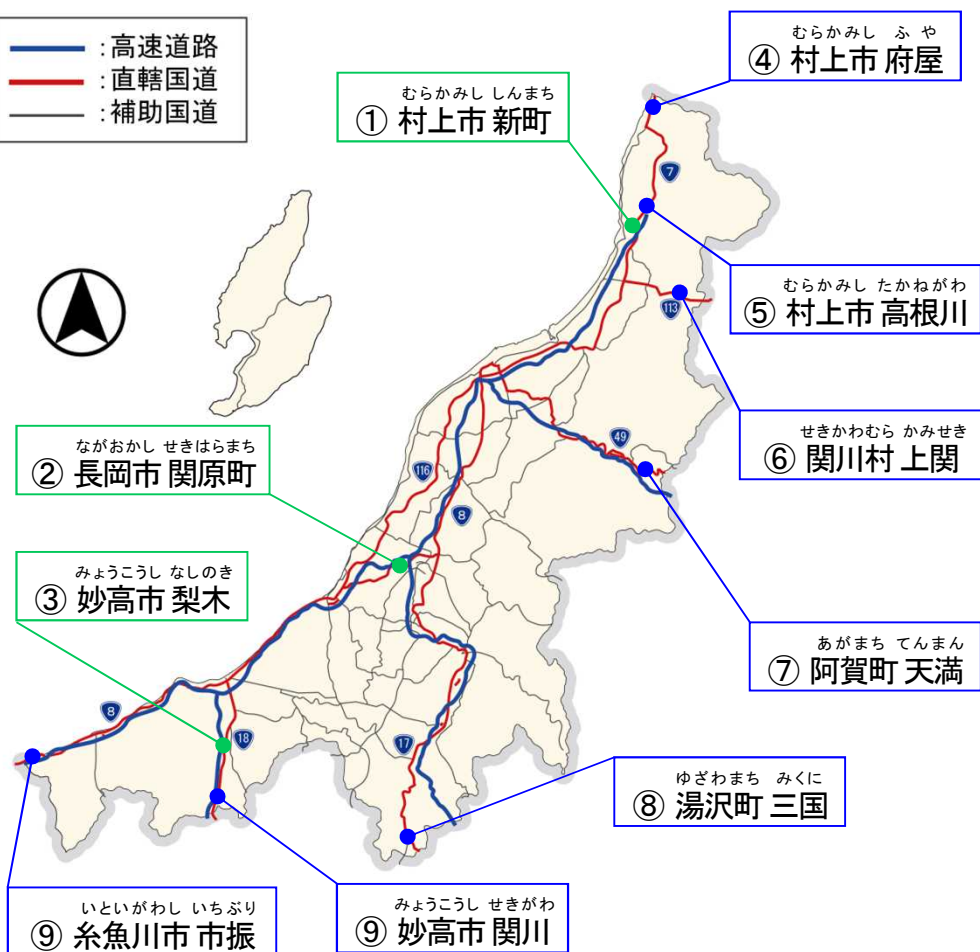 ：高速道路
：直轄国道
：補助国道
むらかみし ふ や
④ 村上市 府屋
むらかみし しんまち
① 村上市 新町
7
むらかみし たかねがわ
⑤ 村上市 高根川
113
せきかわむら かみせき
⑥ 関川村 上関
ながおかし せきはらまち
② 長岡市 関原町
49
116
8
みょうこうし なしのき
③ 妙高市 梨木
あがまち てんまん
⑦ 阿賀町 天満
8
18
17
ゆざわまち みくに
⑧ 湯沢町 三国
いといがわし いちぶり
⑨ 糸魚川市 市振
みょうこうし せきがわ
⑨ 妙高市 関川